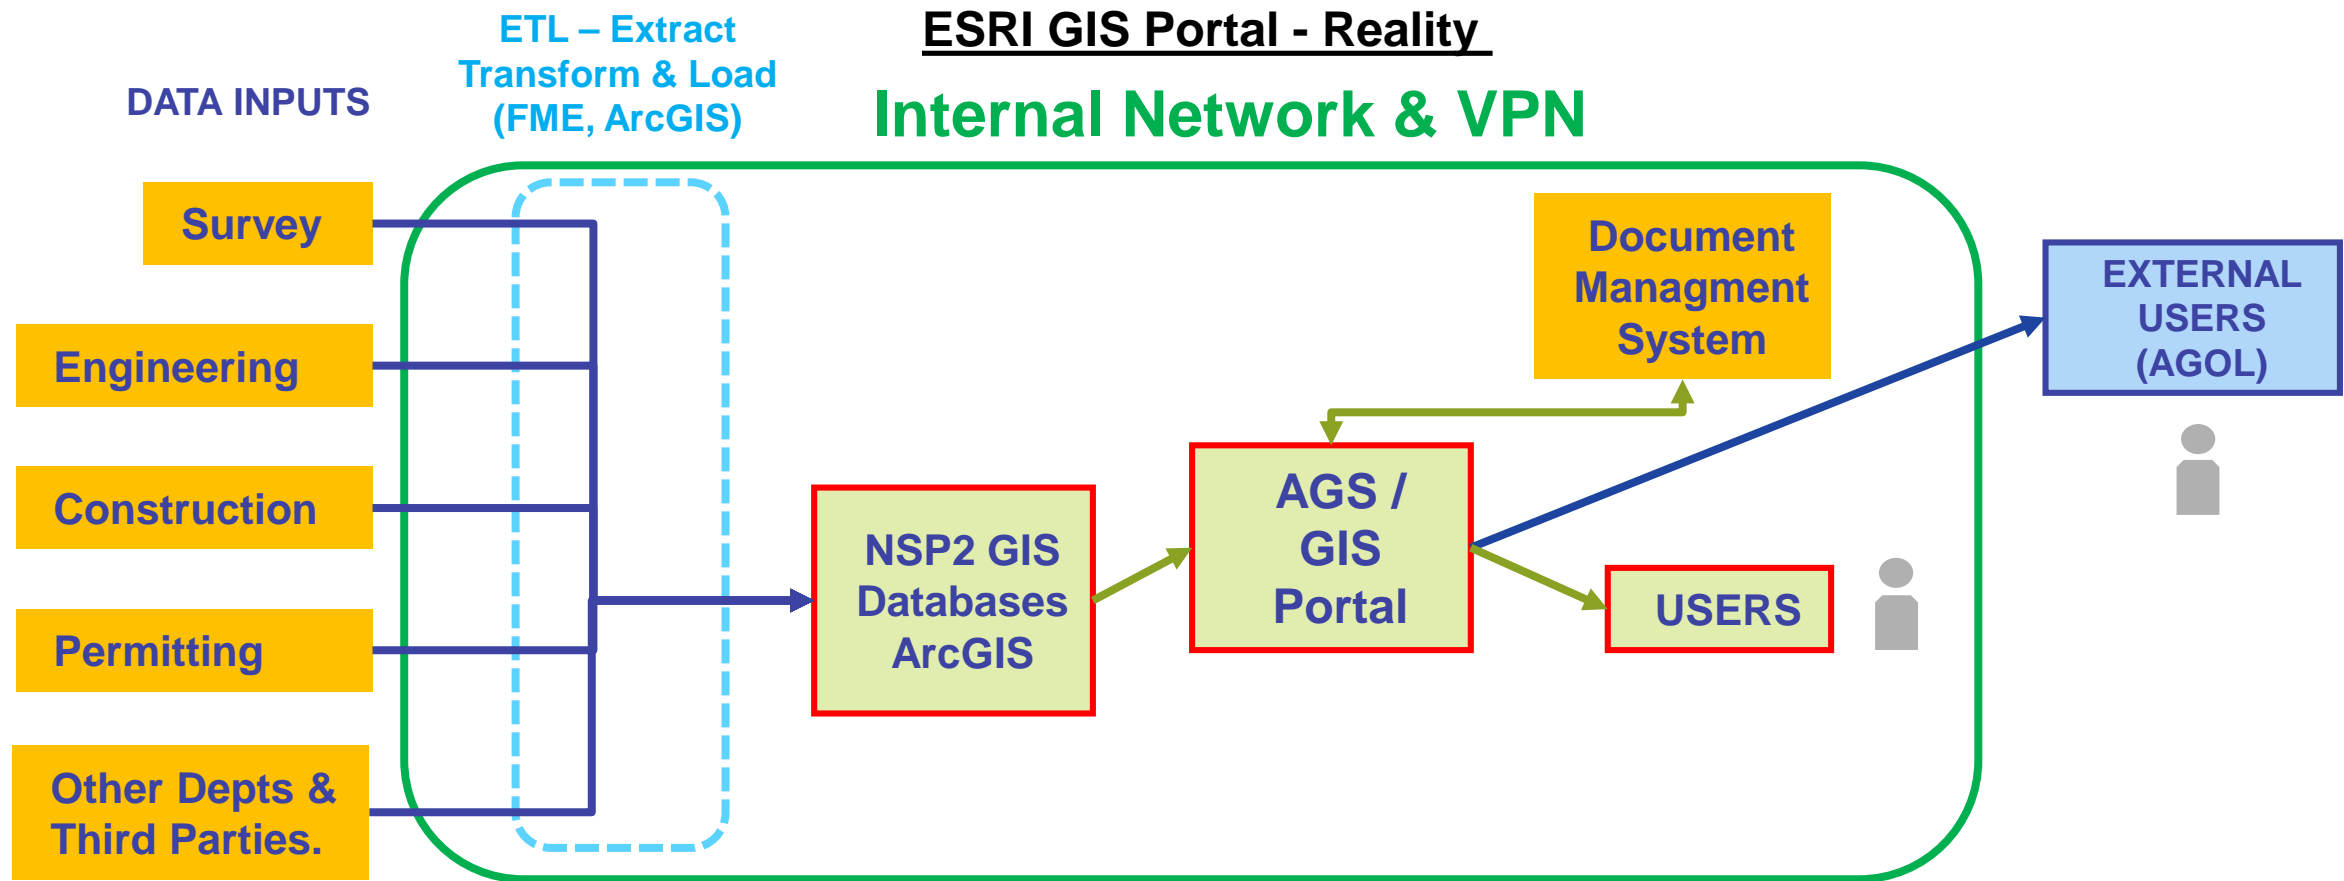 ESRI GIS Portal - Reality
ETL – Extract
Transform & Load
(FME, ArcGIS)
DATA INPUTS
Internal Network & VPN
Survey
Engineering
Construction
Permitting
Other Depts &
Third Parties.
NSP2 GIS
Databases
ArcGIS
AGS /
GIS
Portal
Document
Managment
System
USERS
EXTERNAL
USERS
(AGOL)